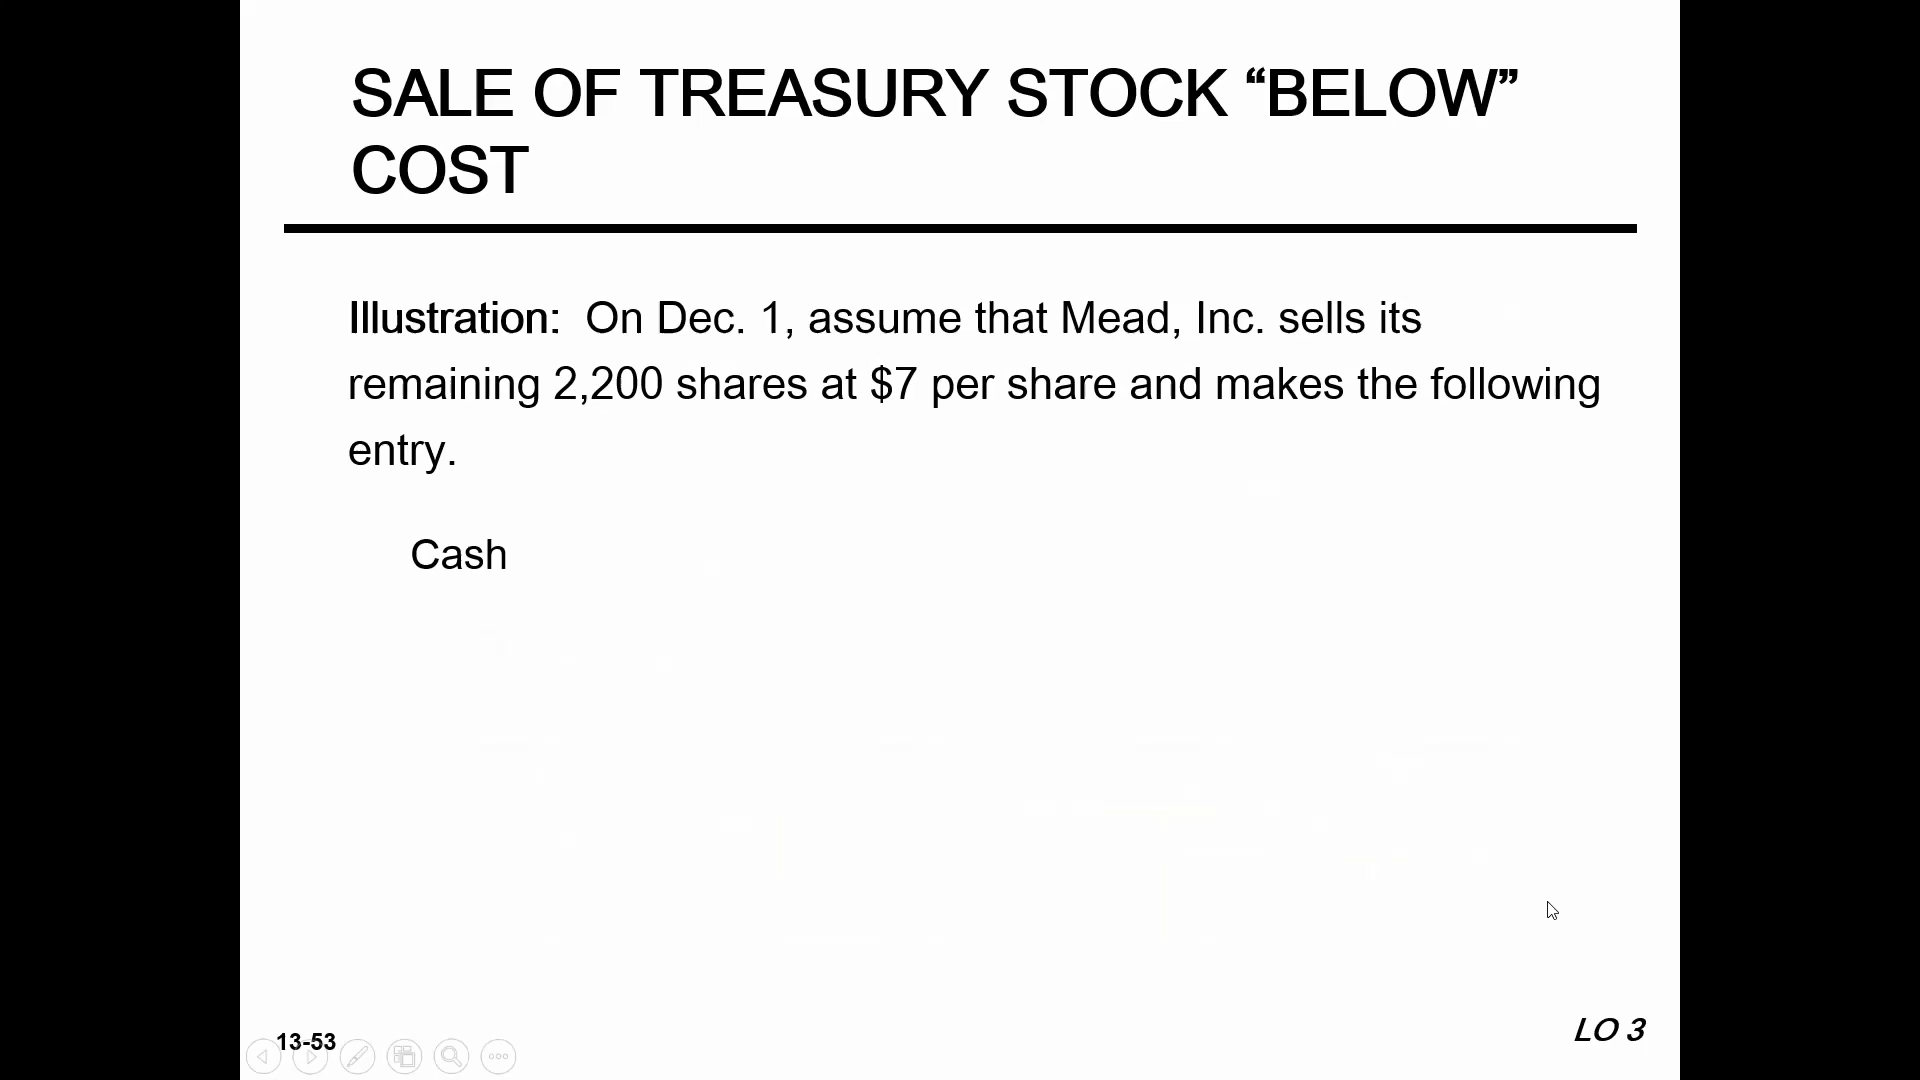 SALE OF TREASURY STOCK “BELOW”
COST
Illustration: On Dec. 1, assume that Mead, Inc. sells its
remaining 2,200 shares at $7 per share and makes the following
entry.
Cash
13-53
LO 3